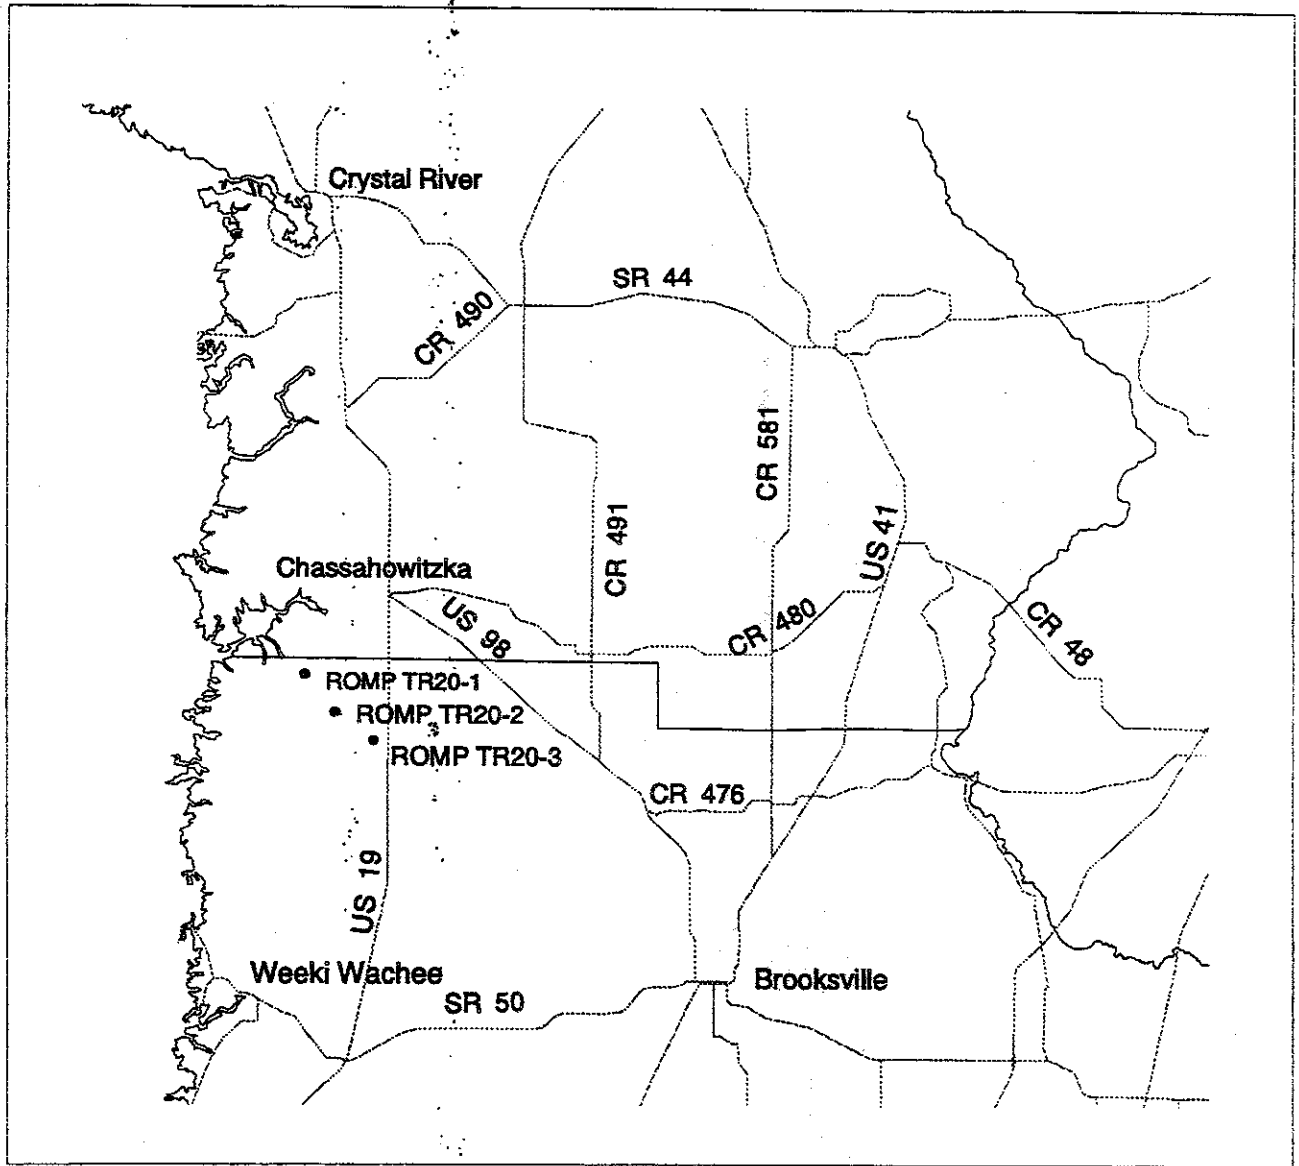 Crystal River
SR 44
CR 490
CR 581
CR 491
US 41
Chassahowitzka
US 98
CR 480
CR 48
ROMP TR20-1
ROMP TR20-2
ROMP TR20-3
CR 476
US 19
Weeki Wachee
Brooksville
SR 50